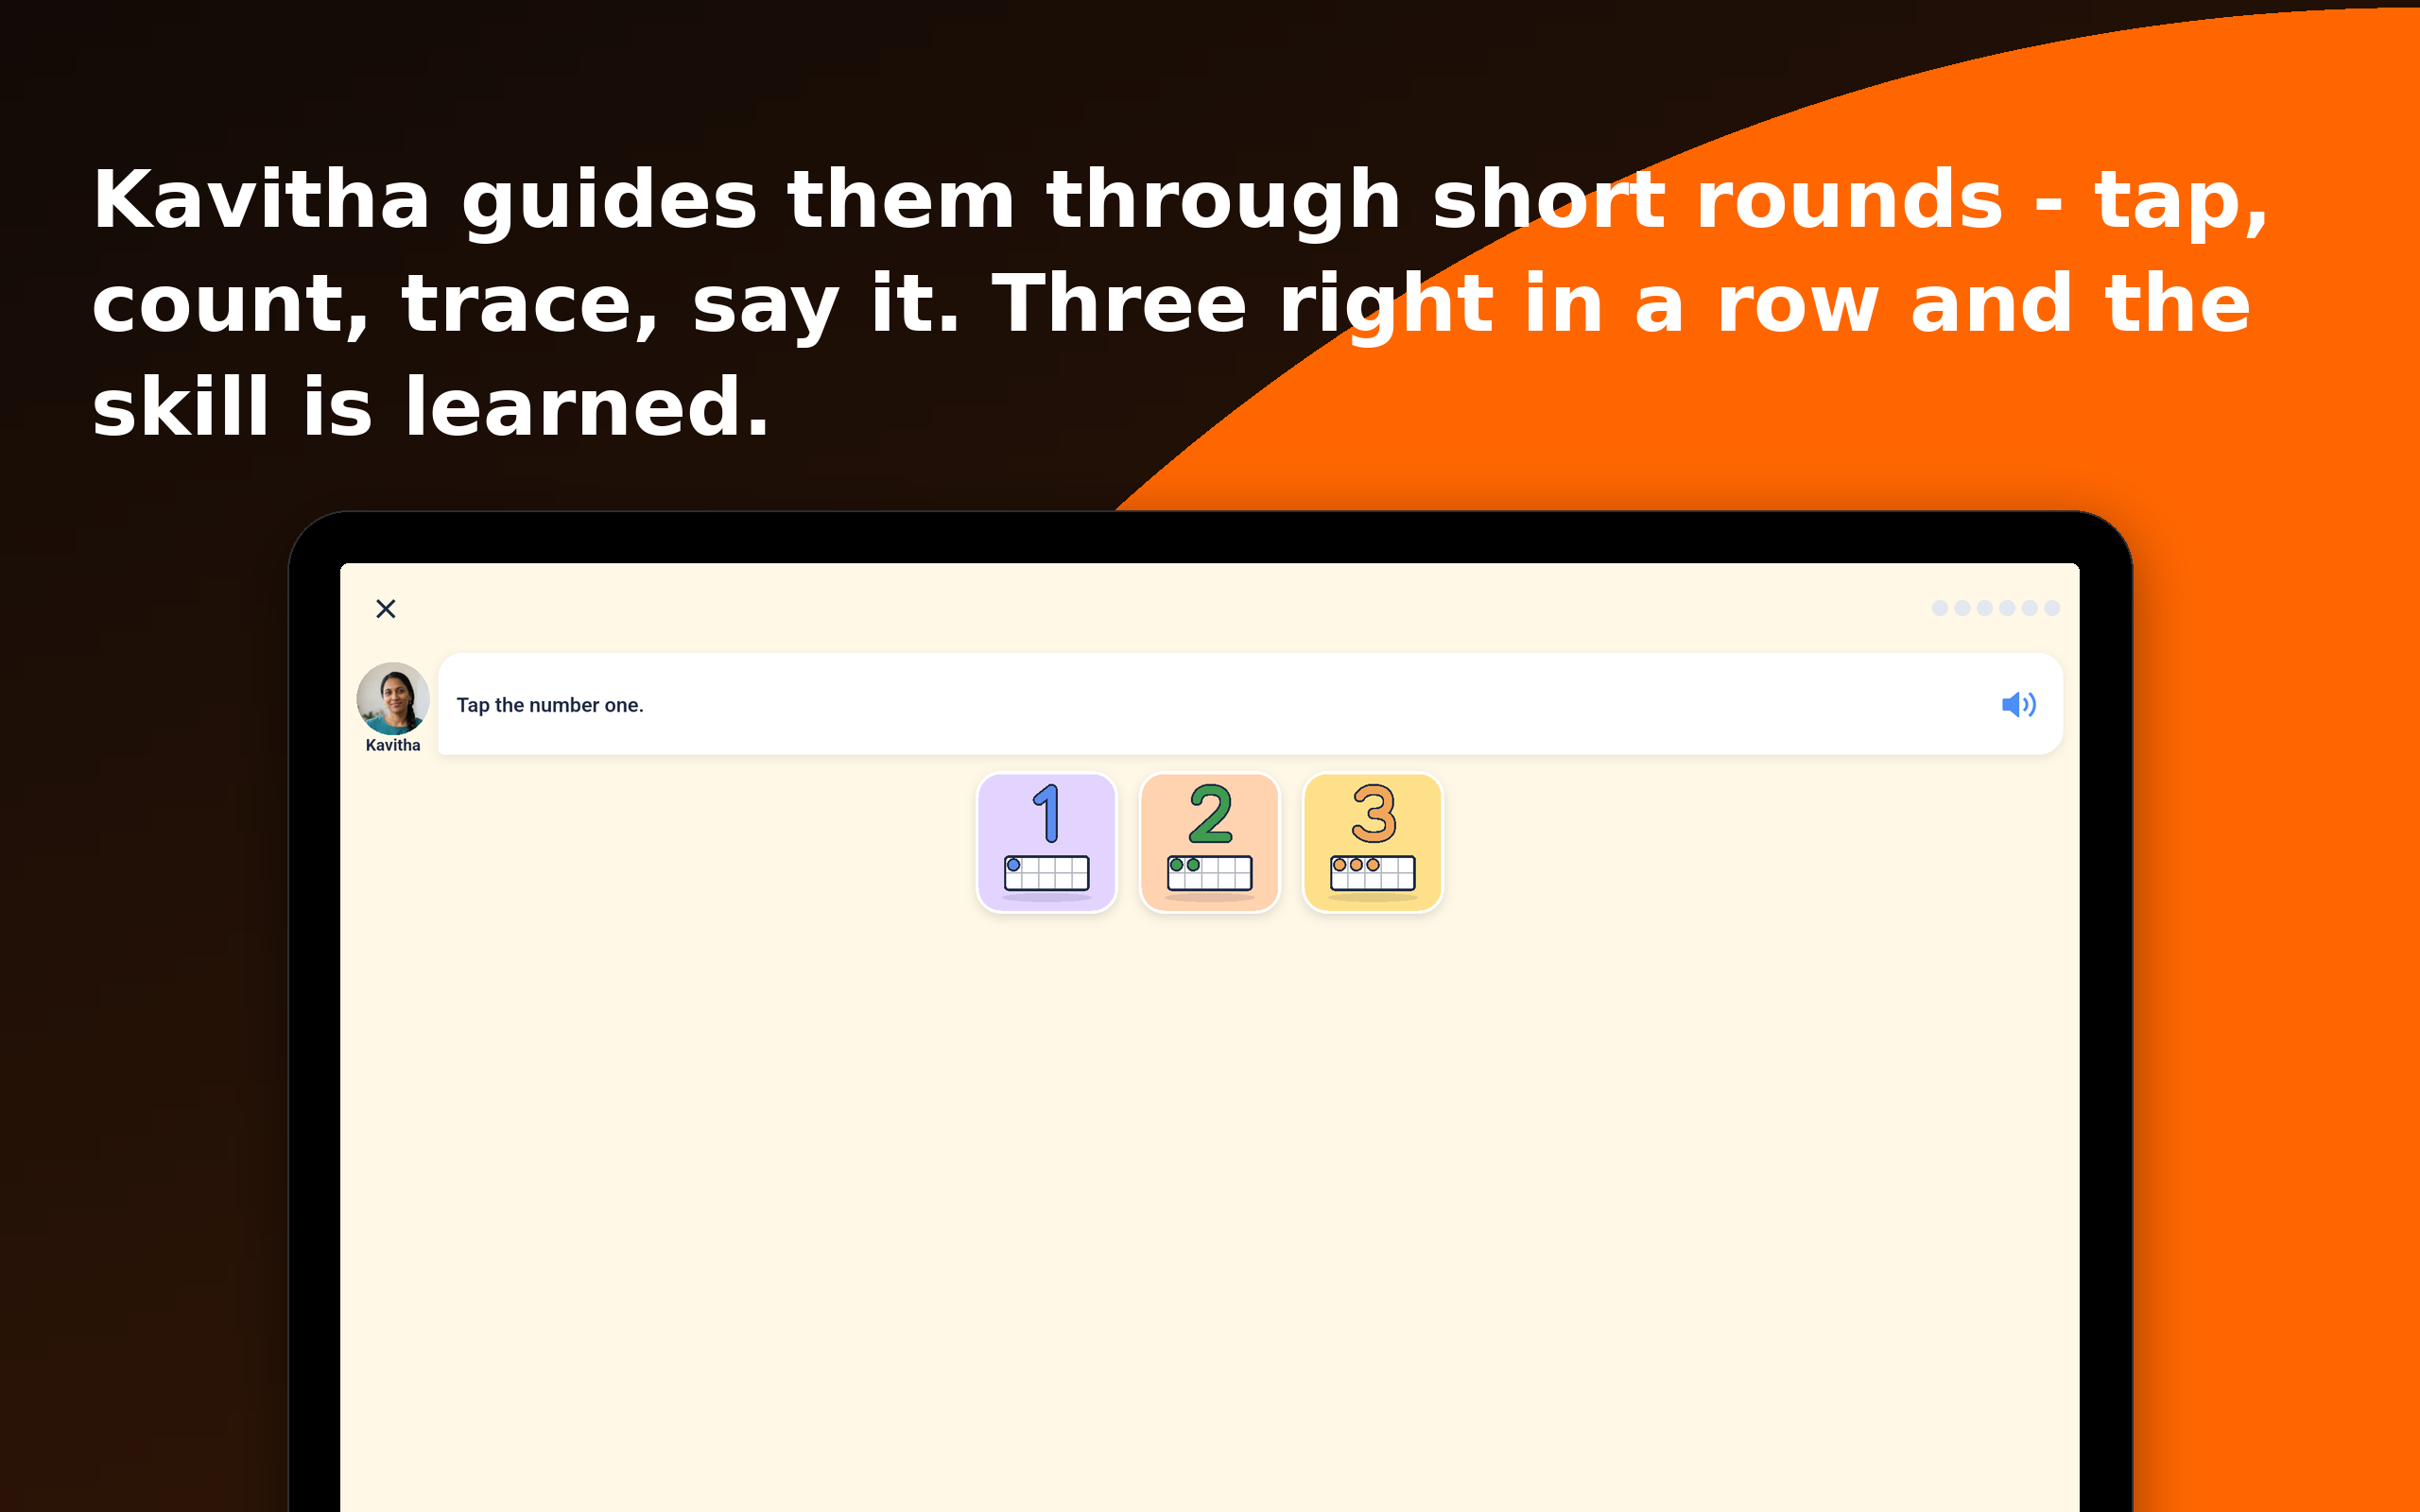 Kavitha guides them through short rounds - tap,
count, trace, say it. Three right in a row and the
skill is learned.
Tap the number one.
Kavitha
1 2 3